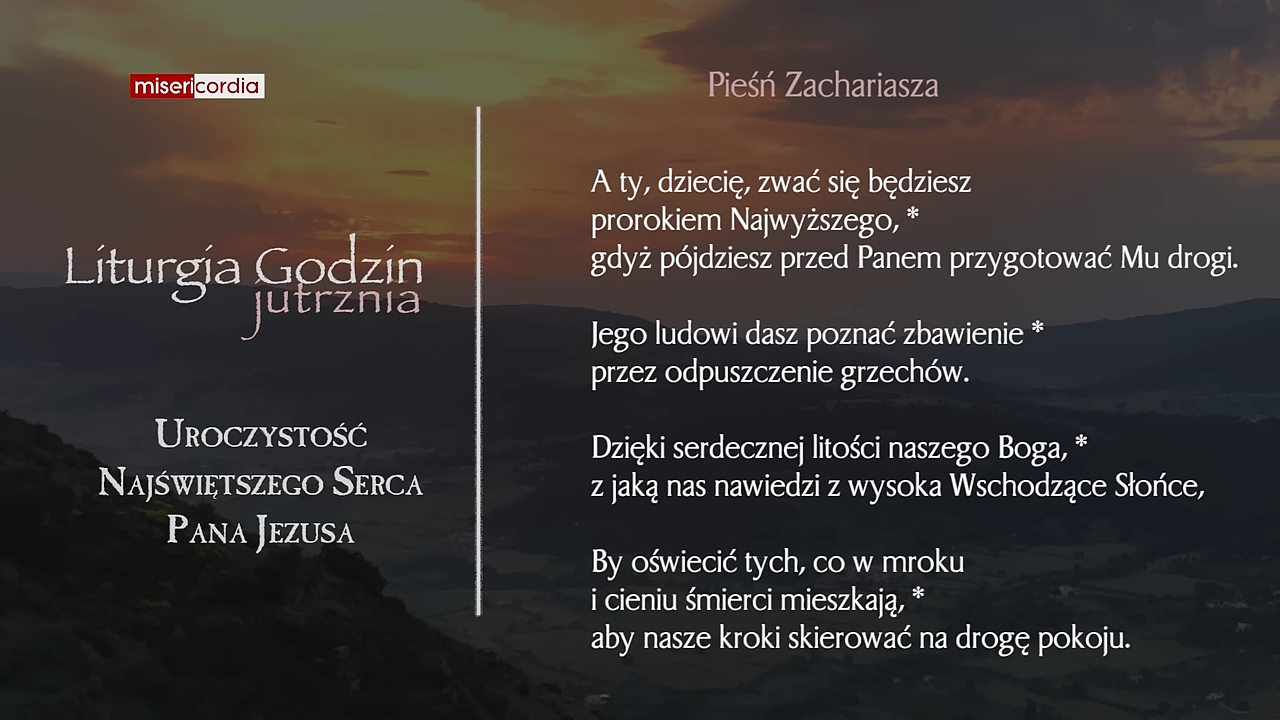 misericordia
Liturgia Godzin
jutrznia
Uroczystość
Najświętszego Serca
Pana Jezusa
Pieśń Zachariasza
A ty, dziecię, zwać się będziesz
prorokiem Najwyższego, *
gdyż pójdziesz przed Panem przygotować Mu drogi.
Jego ludowi dasz poznać zbawienie *
przez odpuszczenie grzechów.
Dzięki serdecznej litości naszego Boga, *
z jaką nas nawiedzi z wysoka Wschodzące Słońce,
By oświecić tych, co w mroku
i cieniu śmierci mieszkają, *
aby nasze kroki skierować na drogę pokoju.